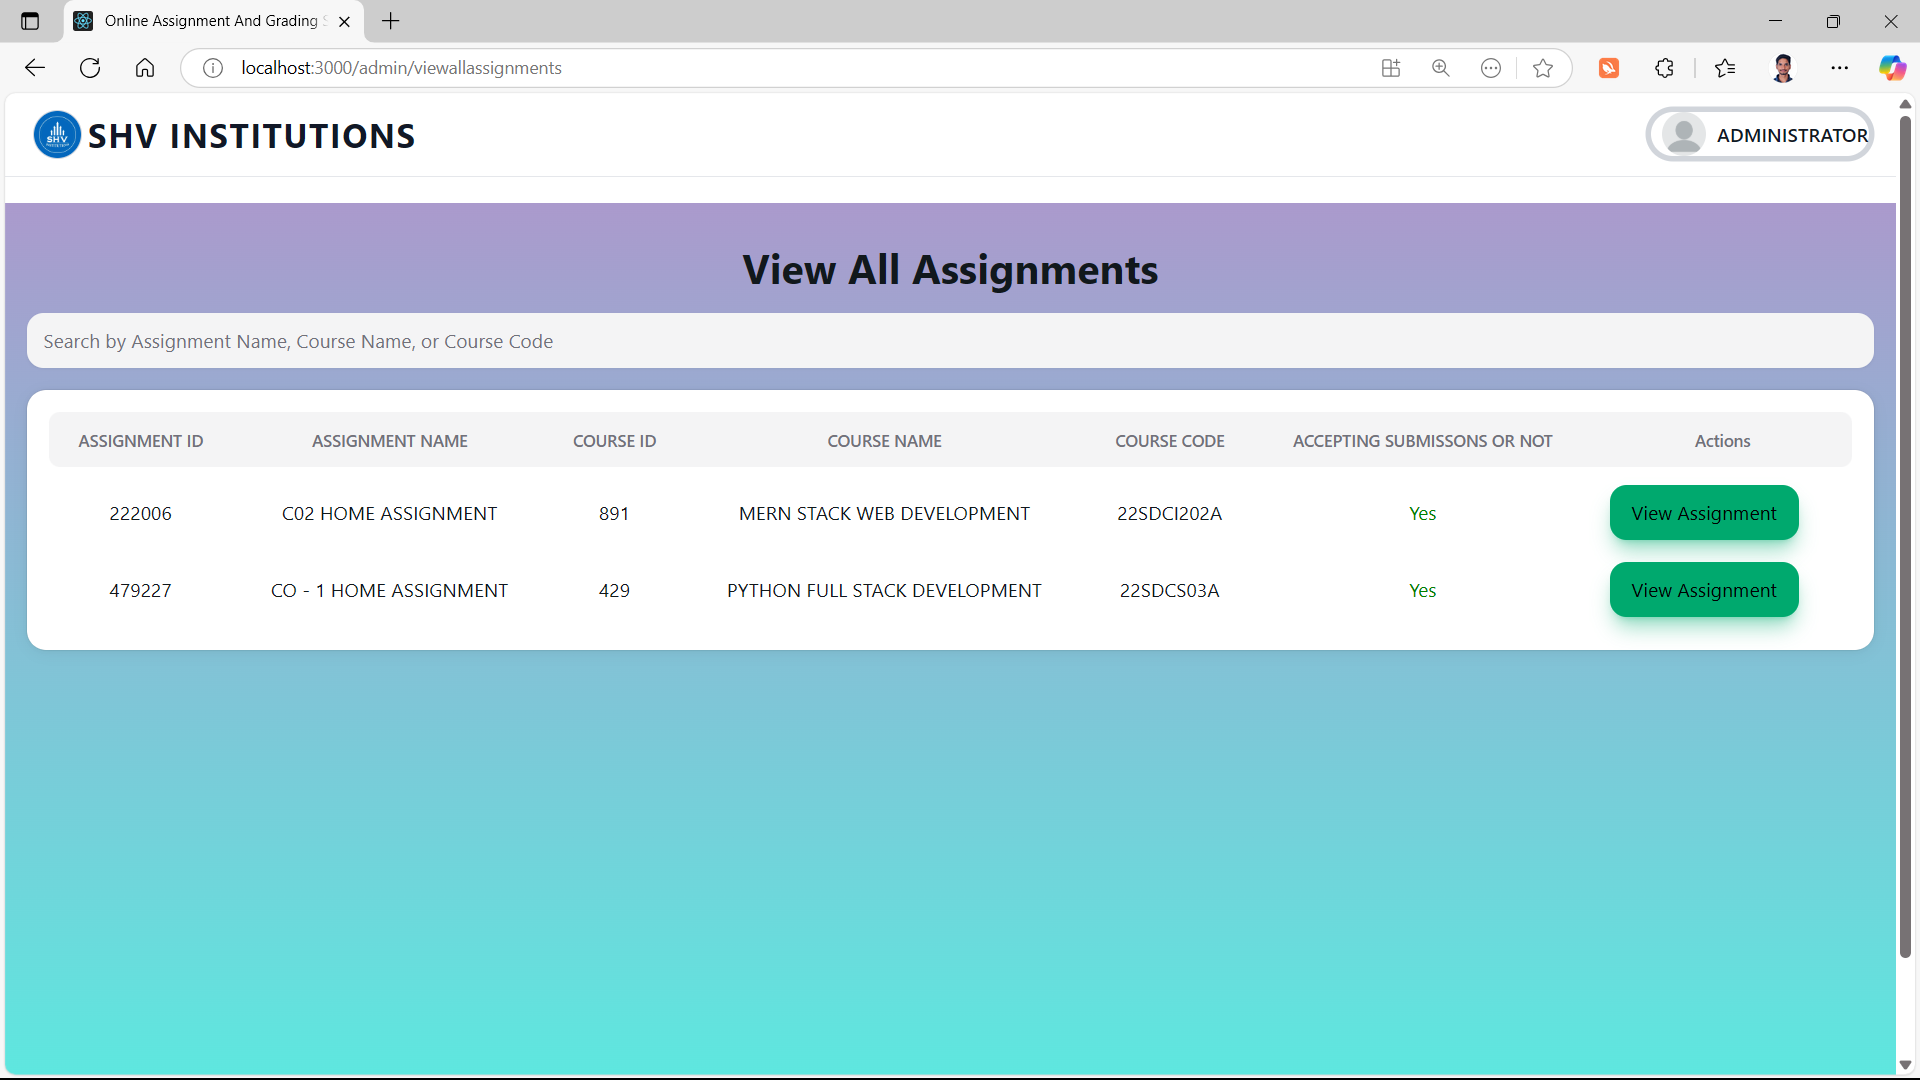 Online Assignment And Grading
localhost:3000/admin/viewallassignments
SHV
SHV INSTITUTIONS
ADMINISTRATOR
View All Assignments
Search by Assignment Name, Course Name, or Course Code
ASSIGNMENT ID ASSIGNMENT NAME COURSE ID COURSE NAME COURSE CODE ACCEPTING SUBMISSONS OR NOT Actions
222006 C02 HOME ASSIGNMENT 891 MERN STACK WEB DEVELOPMENT 22SDCI202A Yes View Assignment
479227 CO - 1 HOME ASSIGNMENT 429 PYTHON FULL STACK DEVELOPMENT 22SDCS03A Yes View Assignment